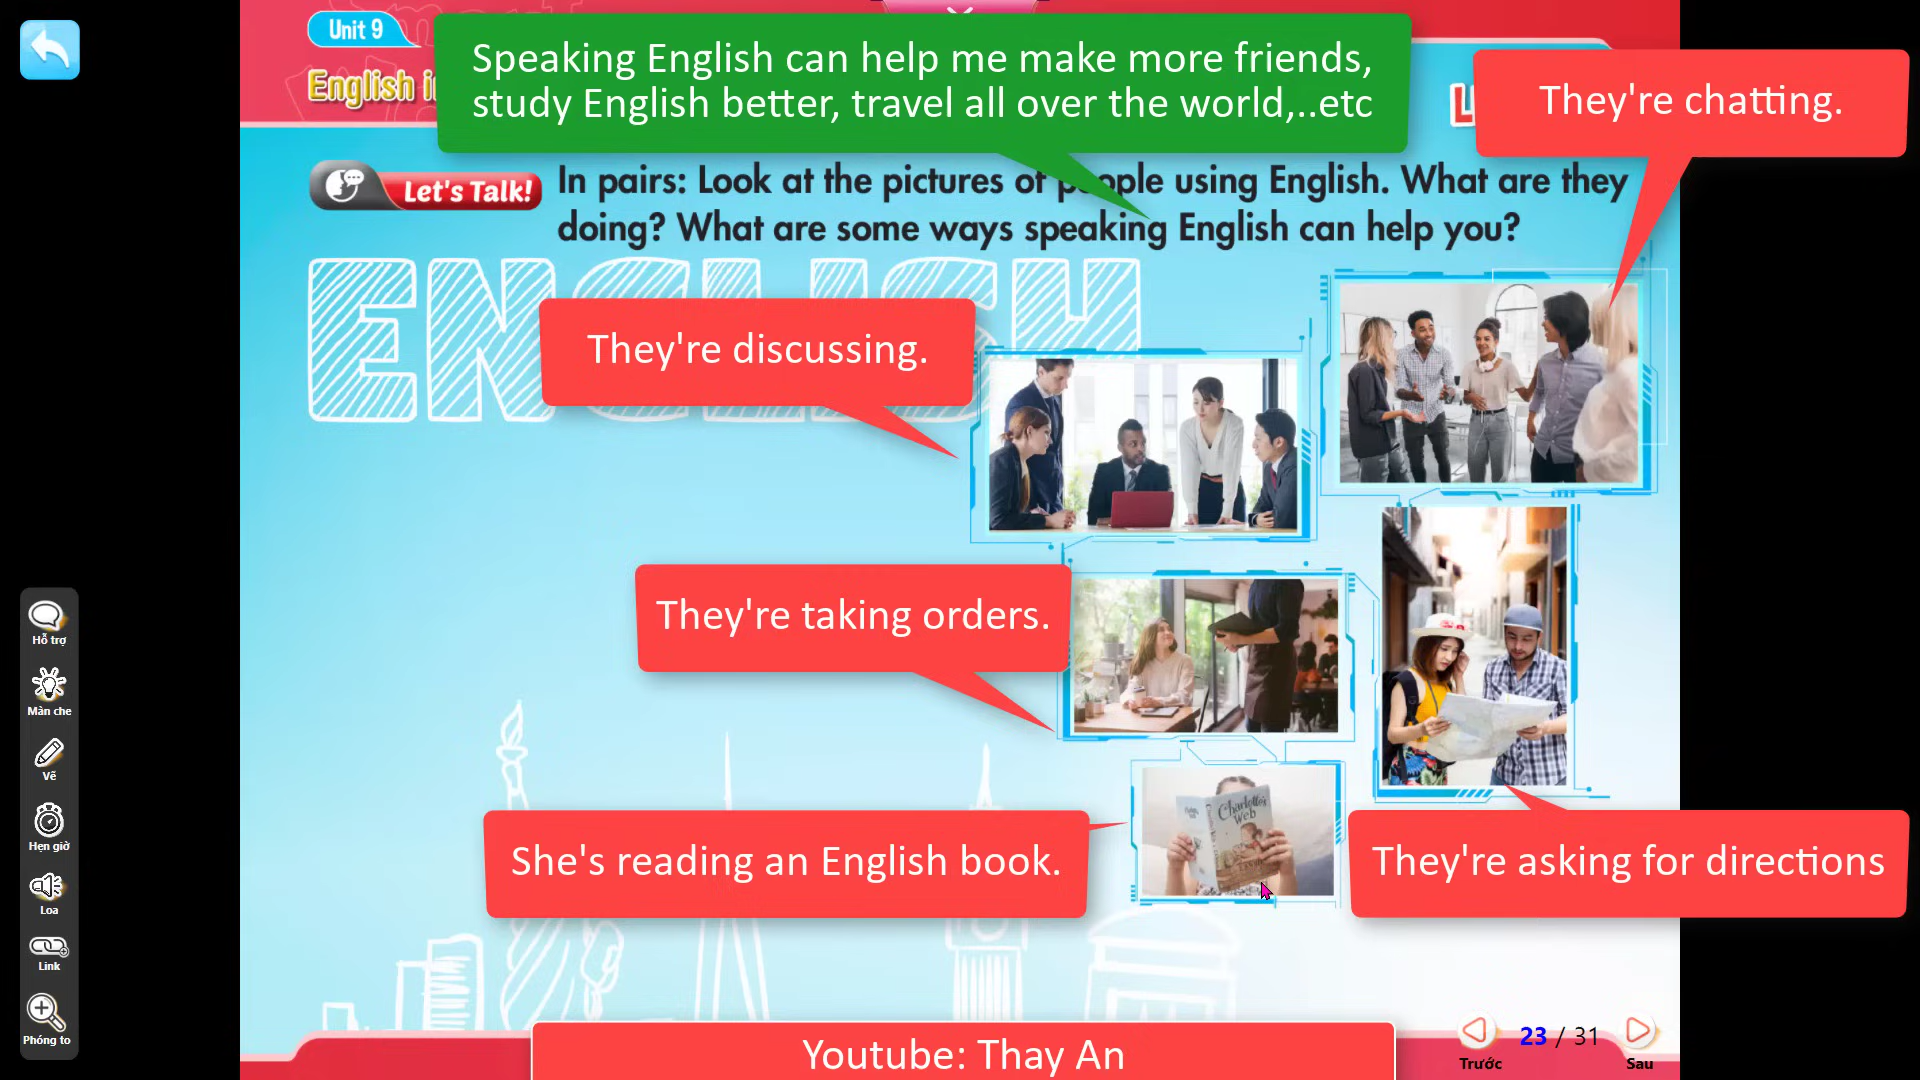 Unit 9
English i
Speaking English can help me make more friends,
study English better, travel all over the world,..etc
L
They're chatting.
Let's Talk!
In pairs: Look at the pictures of people using English. What are they
doing? What are some ways speaking English can help you?
ENGLISH
They're discussing.
They're taking orders.
Charlotte's
Web
She's reading an English book.
They're asking for directions
Hỗ trợ
Màn che
Vẽ
Hẹn giờ
Loa
Link
Phóng to
Youtube: Thay An
23 / 31
Trước
Sau